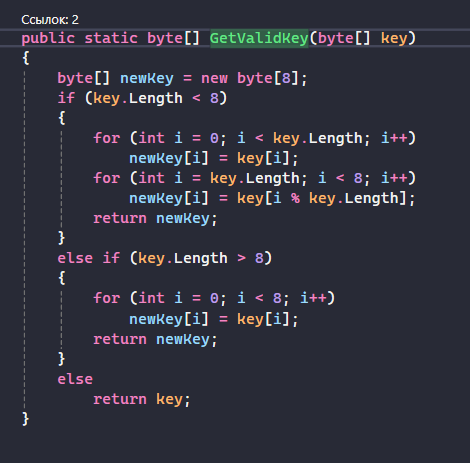 Ссылок: 2
public static byte[] GetValidKey(byte[] key)
{
    byte[] newKey = new byte[8];
    if (key.Length < 8)
    {
        for (int i = 0; i < key.Length; i++)
            newKey[i] = key[i];
        for (int i = key.Length; i < 8; i++)
            newKey[i] = key[i % key.Length];
        return newKey;
    }
    else if (key.Length > 8)
    {
        for (int i = 0; i < 8; i++)
            newKey[i] = key[i];
        return newKey;
    }
    else
        return key;
}